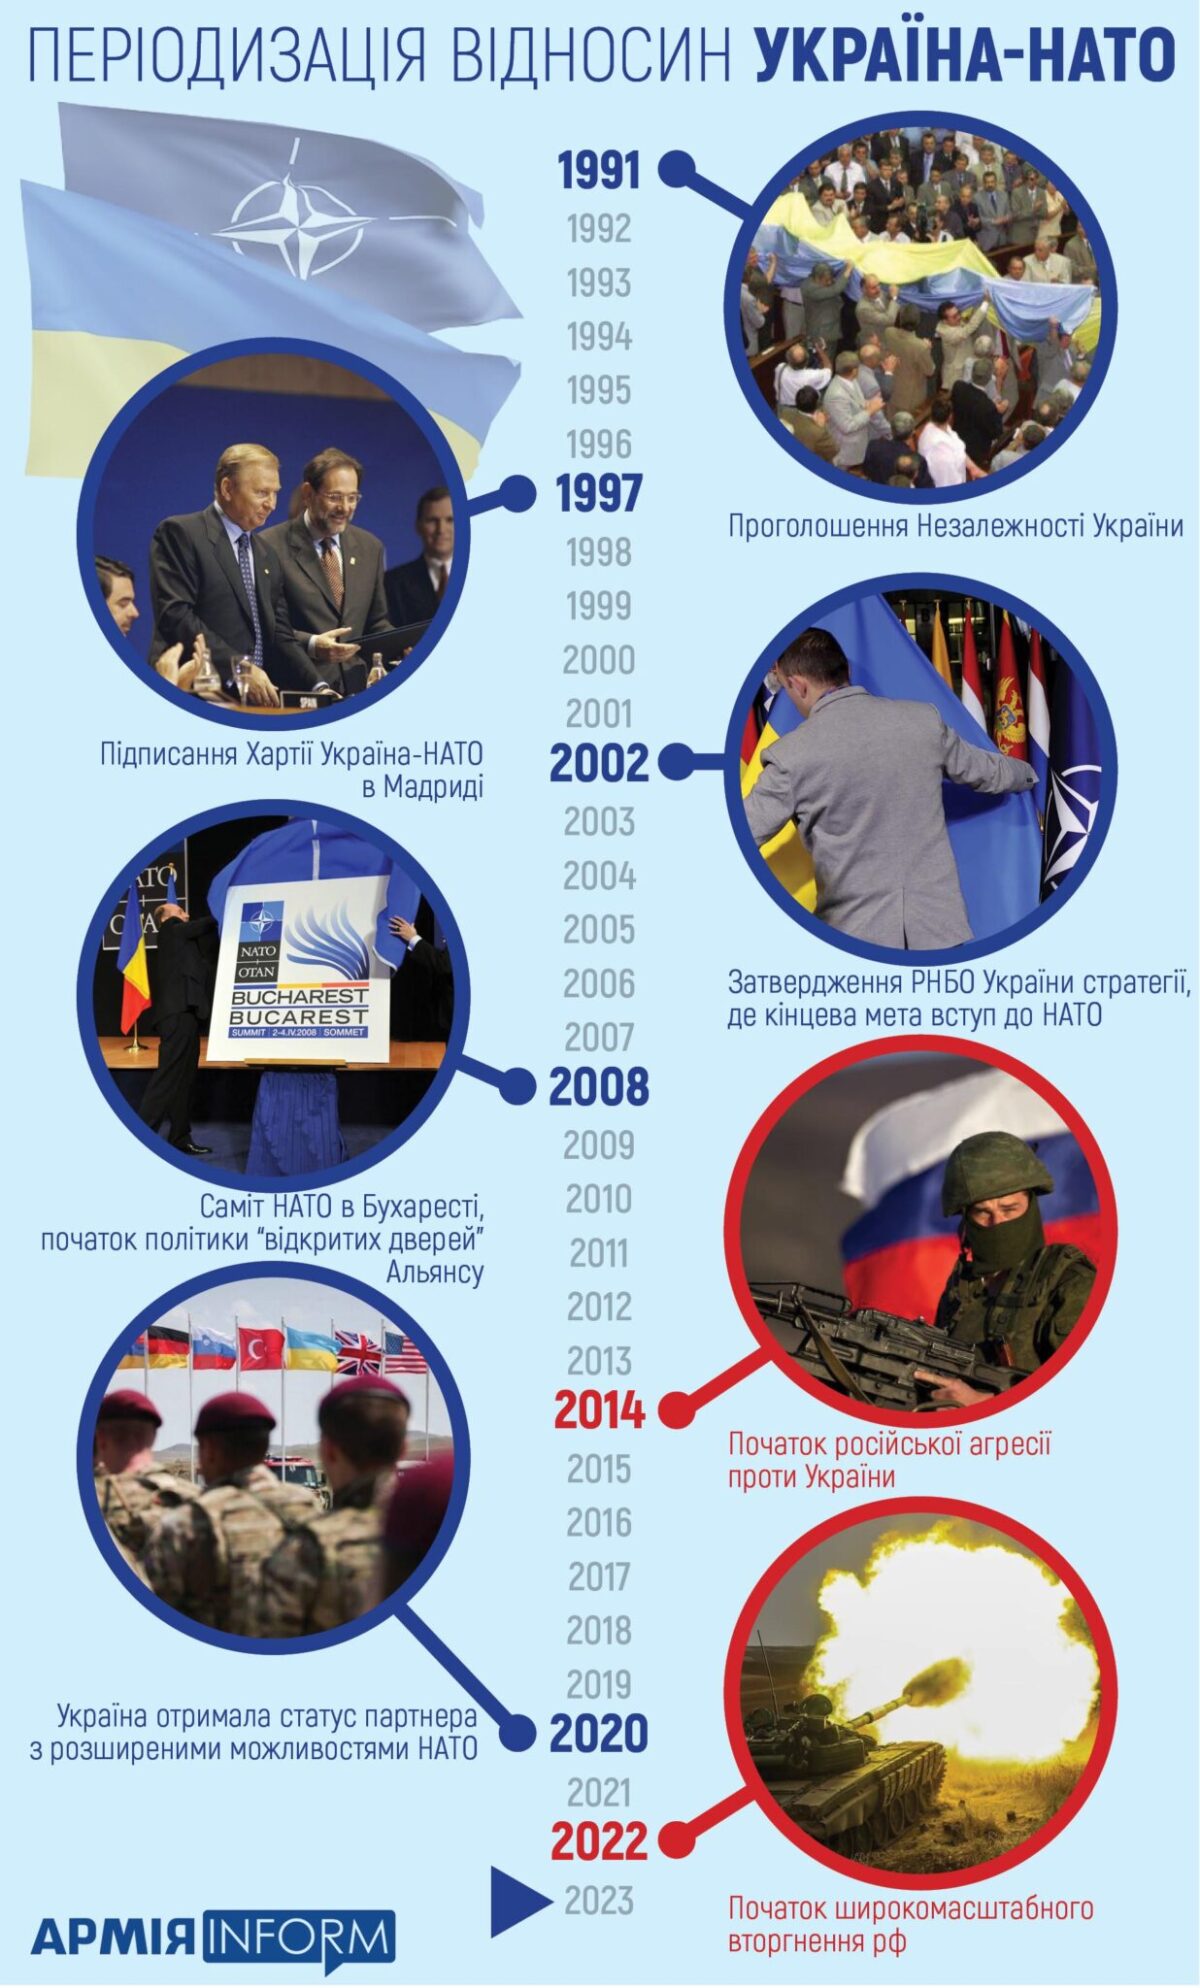 ПЕРІОДИЗАЦІЯ ВІДНОСИН УКРАЇНА-НАТО
1991
Проголошення Незалежності України
1992
1993
1994
1995
1996
1997
SPAIN
Підписання Хартії Україна-НАТО
в Мадриді
1998
1999
2000
2001
2002
Затвердження РНБО України стратегії,
де кінцева мета вступ до НАТО
2003
2004
2005
2006
2007
2008
NATO
OTAN
BUCHAREST
BUCAREST
SUMMIT 2-4.IV.2008 SOMMET
Саміт НАТО в Бухаресті,
початок політики “відкритих дверей”
Альянсу
2009
2010
2011
2012
2013
2014
Початок російської агресії
проти України
2015
2016
2017
2018
2019
2020
Україна отримала статус партнера
з розширеними можливостями НАТО
2021
2022
Початок широкомасштабного
вторгнення рф
2023
АРМІЯ INFORM